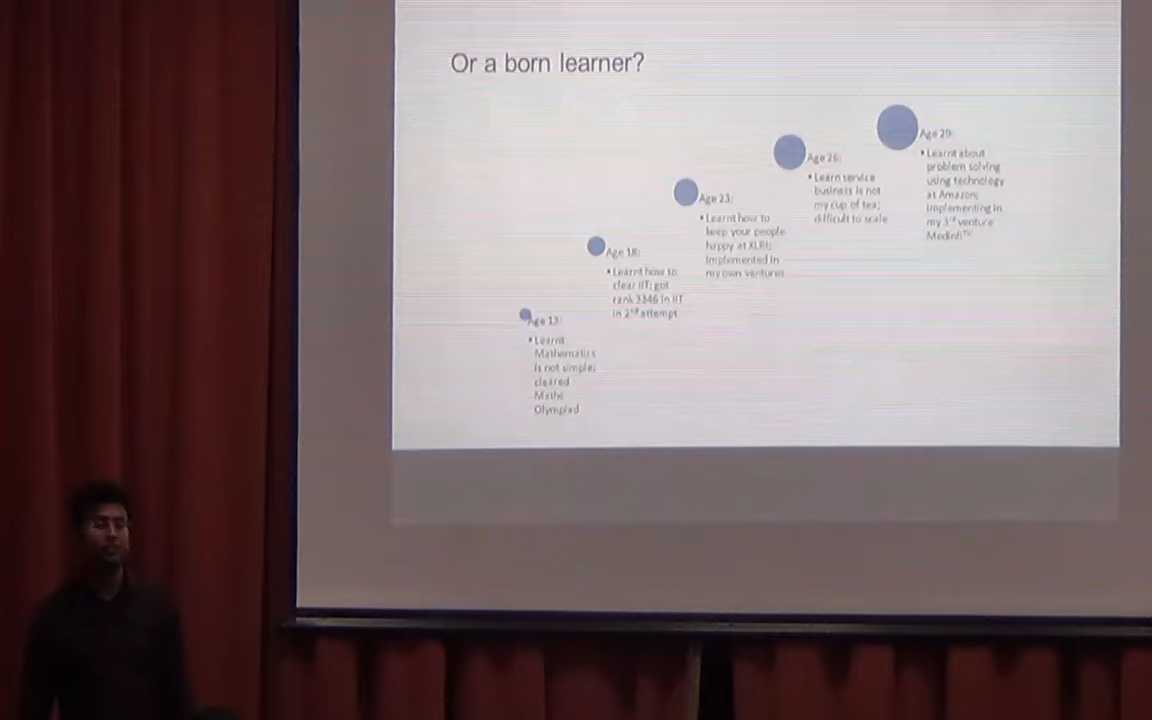 Or a born learner?
Age 13:
• Learnt
Mathematics
is not simple;
cleared
Maths
Olympiad
Age 18:
• Learnt how to
clear IIT; got
rank 3346 in IIT
in 2nd attempt
Age 23:
• Learnt how to
keep your people
happy at XLRI;
implemented in
my own ventures
Age 26:
• Learn service
business is not
my cup of tea;
difficult to scale
Age 29:
• Learnt about
problem solving
using technology
at Amazon;
implementing in
my 3rd venture